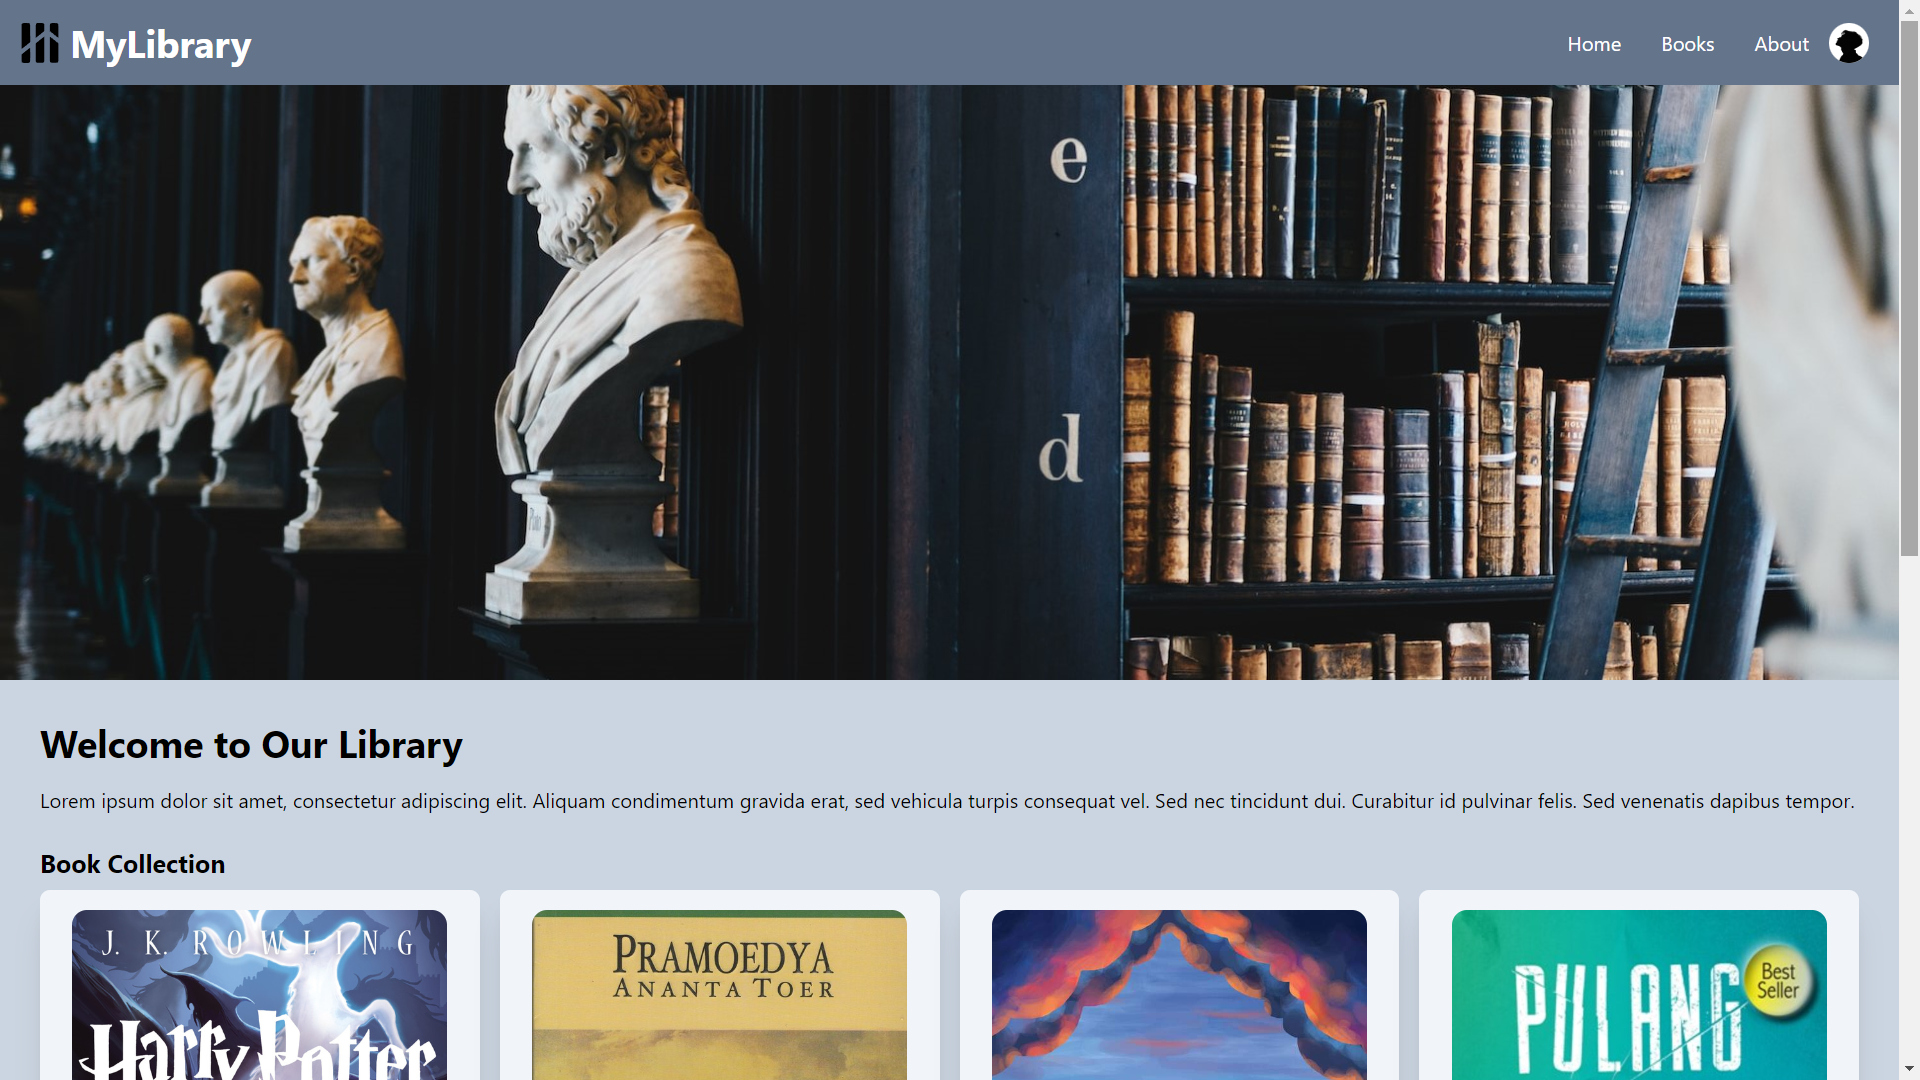 MyLibrary
Home Books About
e
d
Welcome to Our Library
Lorem ipsum dolor sit amet, consectetur adipiscing elit. Aliquam condimentum gravida erat, sed vehicula turpis consequat vel. Sed nec tincidunt dui. Curabitur id pulvinar felis. Sed venenatis dapibus tempor.
Book Collection
J. K. ROWLING
Harry Potter
PRAMOEDYA
ANANTA TOER
PULANG
Best
Seller